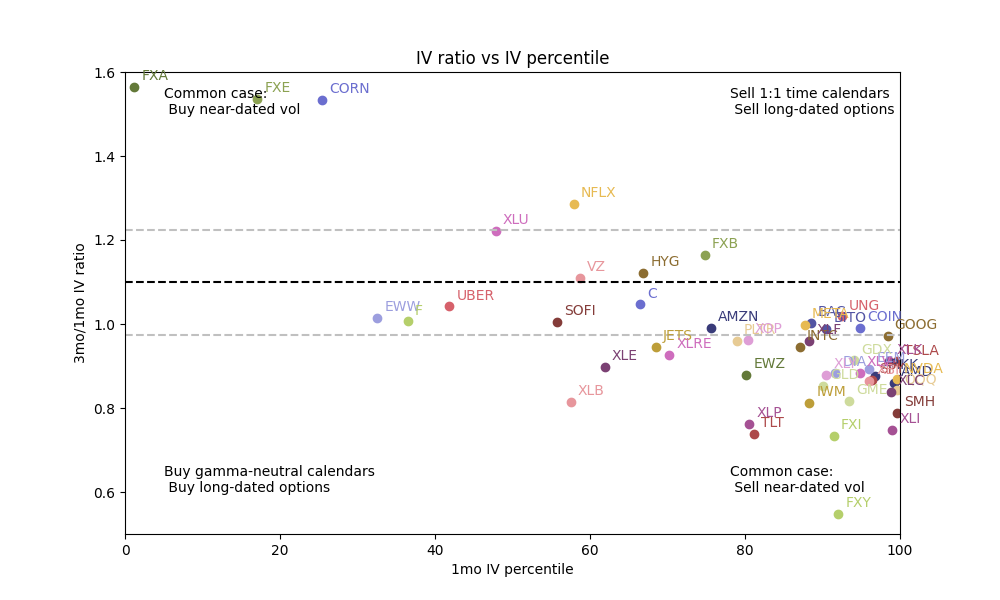 IV ratio vs IV percentile
1.6
FXA
FXE
CORN
Common case:
Buy near-dated vol
Sell 1:1 time calendars
Sell long-dated options
1.4
NFLX
XLU
1.2
FXB
HYG
VZ
3mo/1mo IV ratio
C
UBER
EWW
F
SOFI
AMZN
UNG
COIN
GOOG
1.0
JETS
XLRE
INTC
GDX
TSLA
XLE
EWZ
XLB
IWM
GME
AMD
XLC
SMH
0.8
XLP
TLT
FXI
XLI
Buy gamma-neutral calendars
Buy long-dated options
Common case:
Sell near-dated vol
0.6
FXY
0
20
40
60
80
100
1mo IV percentile